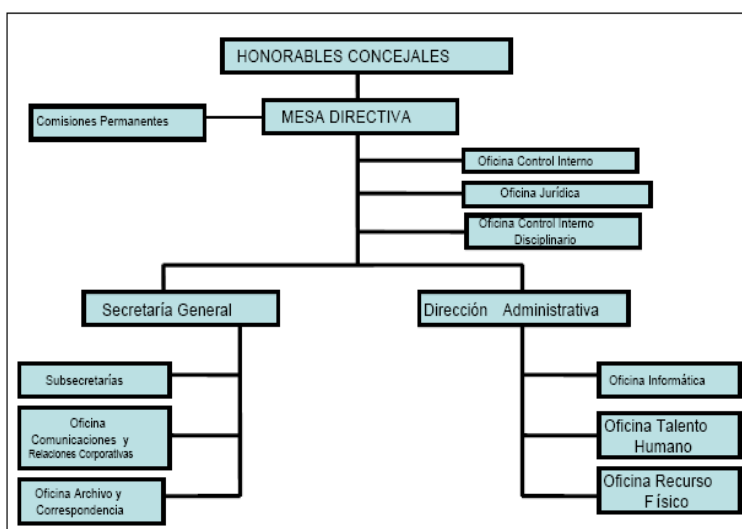 HONORABLES CONCEJALES
MESA DIRECTIVA
Comisiones Permanentes
Oficina Control Interno
Oficina Jurídica
Oficina Control Interno
Disciplinario
Secretaría General
Dirección Administrativa
Subsecretarías
Oficina
Comunicaciones y
Relaciones Corporativas
Oficina Archivo y
Correspondencia
Oficina Informática
Oficina Talento
Humano
Oficina Recurso
Físico